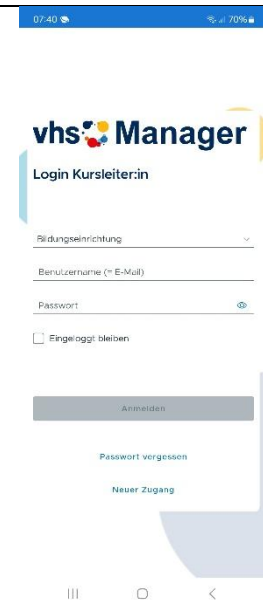 07:40 70%
vhs Manager
Login Kursleiter:in
Bildungseinrichtung
Benutzername (= E-Mail)
Passwort
Eingeloggt bleiben
Anmelden
Passwort vergessen
Neuer Zugang